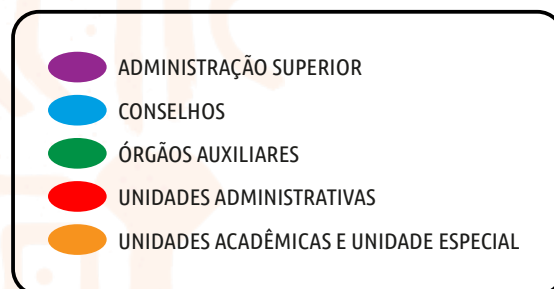 ADMINISTRAÇÃO SUPERIOR
CONSELHOS
ÓRGÃOS AUXILIARES
UNIDADES ADMINISTRATIVAS
UNIDADES ACADÊMICAS E UNIDADE ESPECIAL